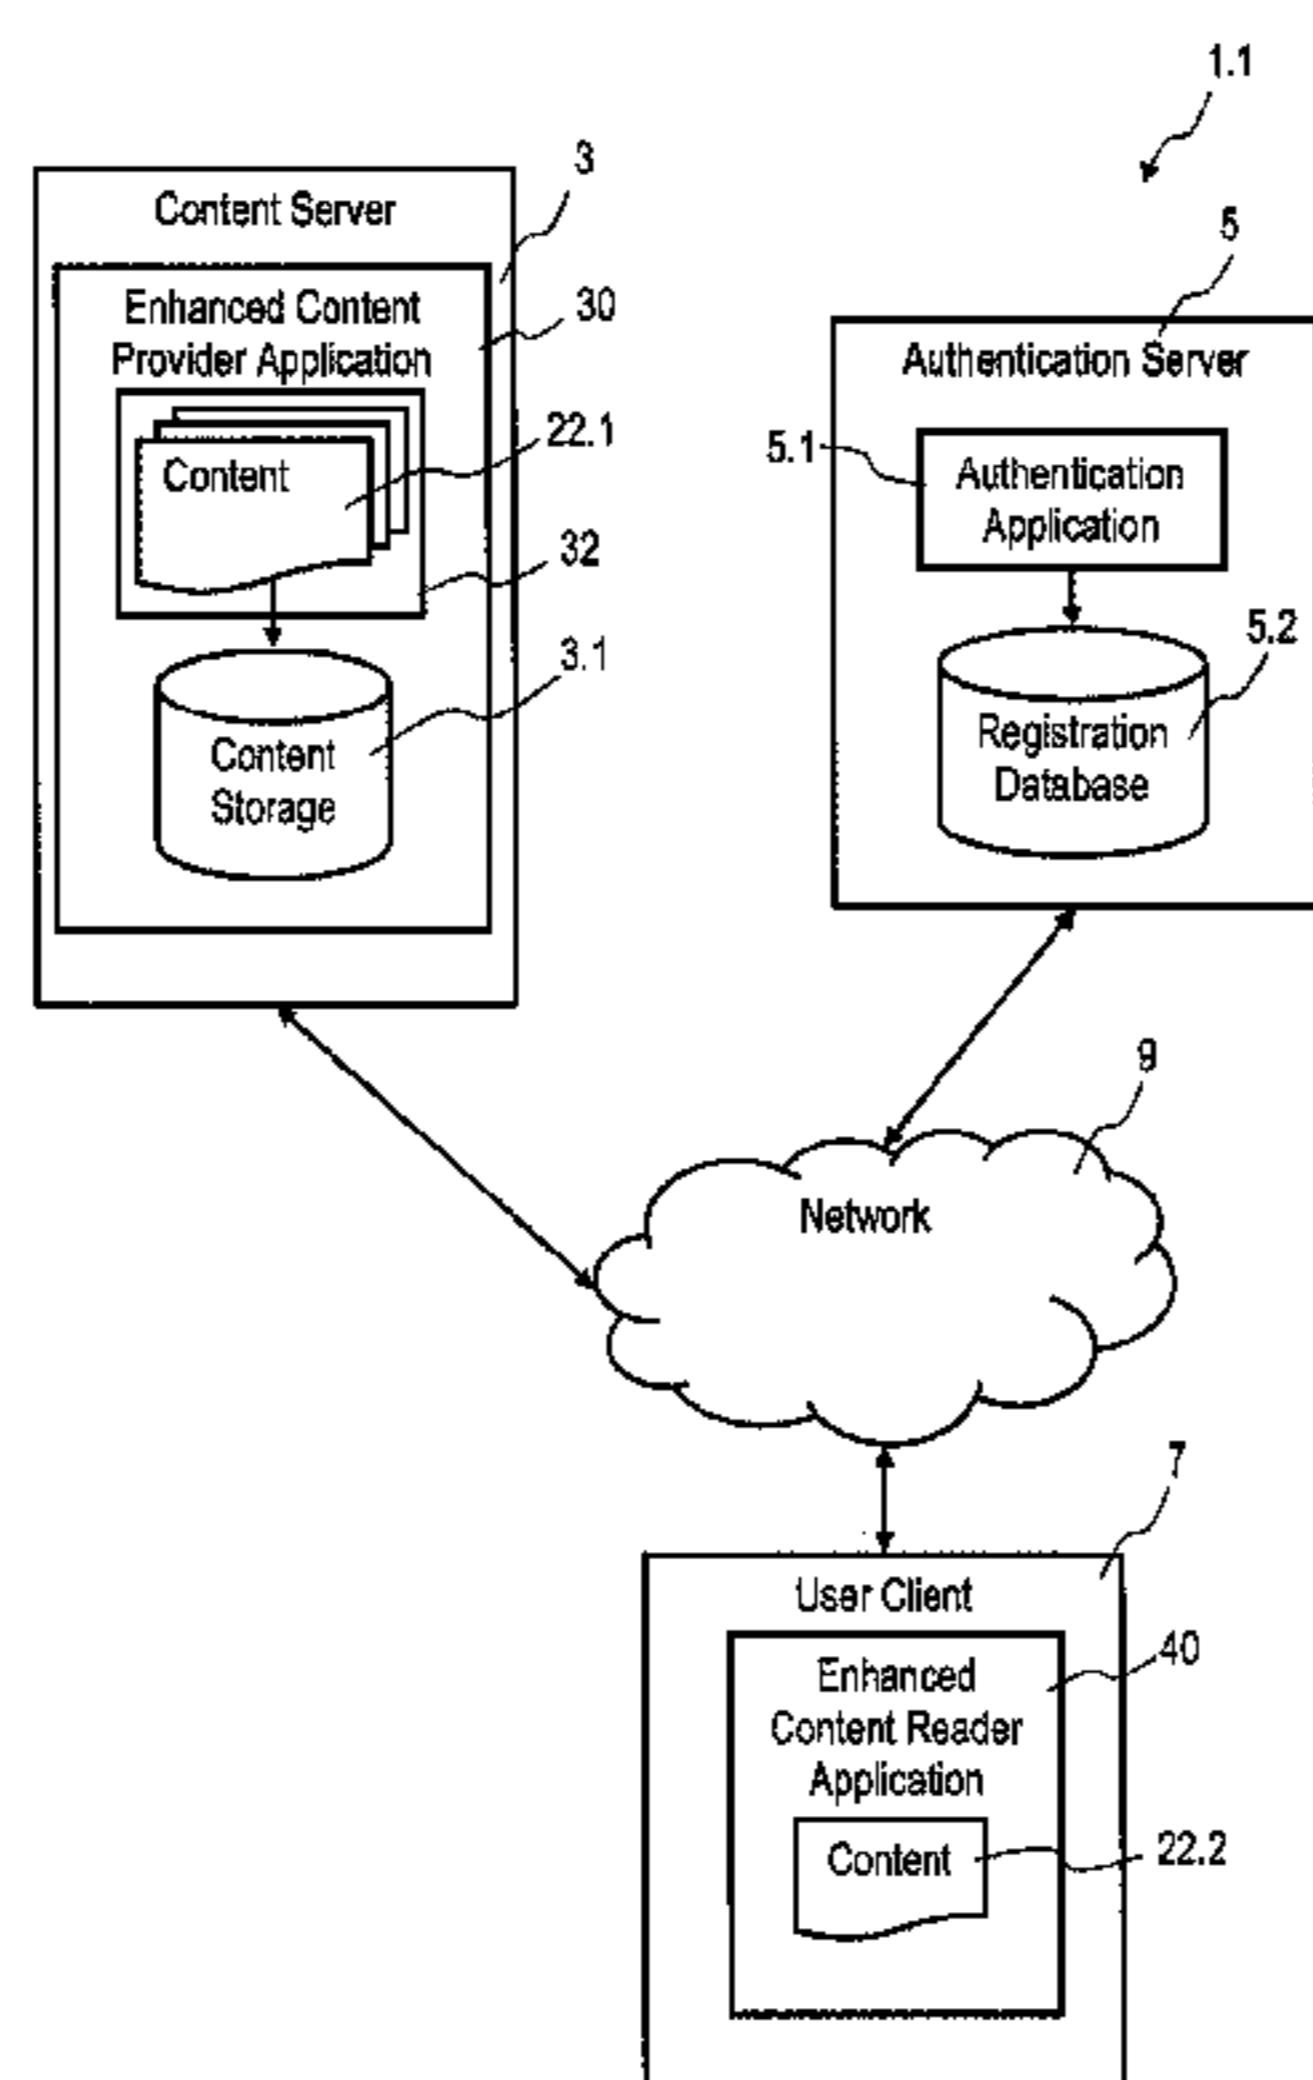 1.1
3
Content Server
5
Enhanced Content
Provider Application
30
Authentication Server
22.1
Content
5.1
Authentication
Application
32
5.2
3.1
Registration
Database
Content
Storage
9
Network
7
User Client
40
Enhanced
Content Reader
Application
Content
22.2